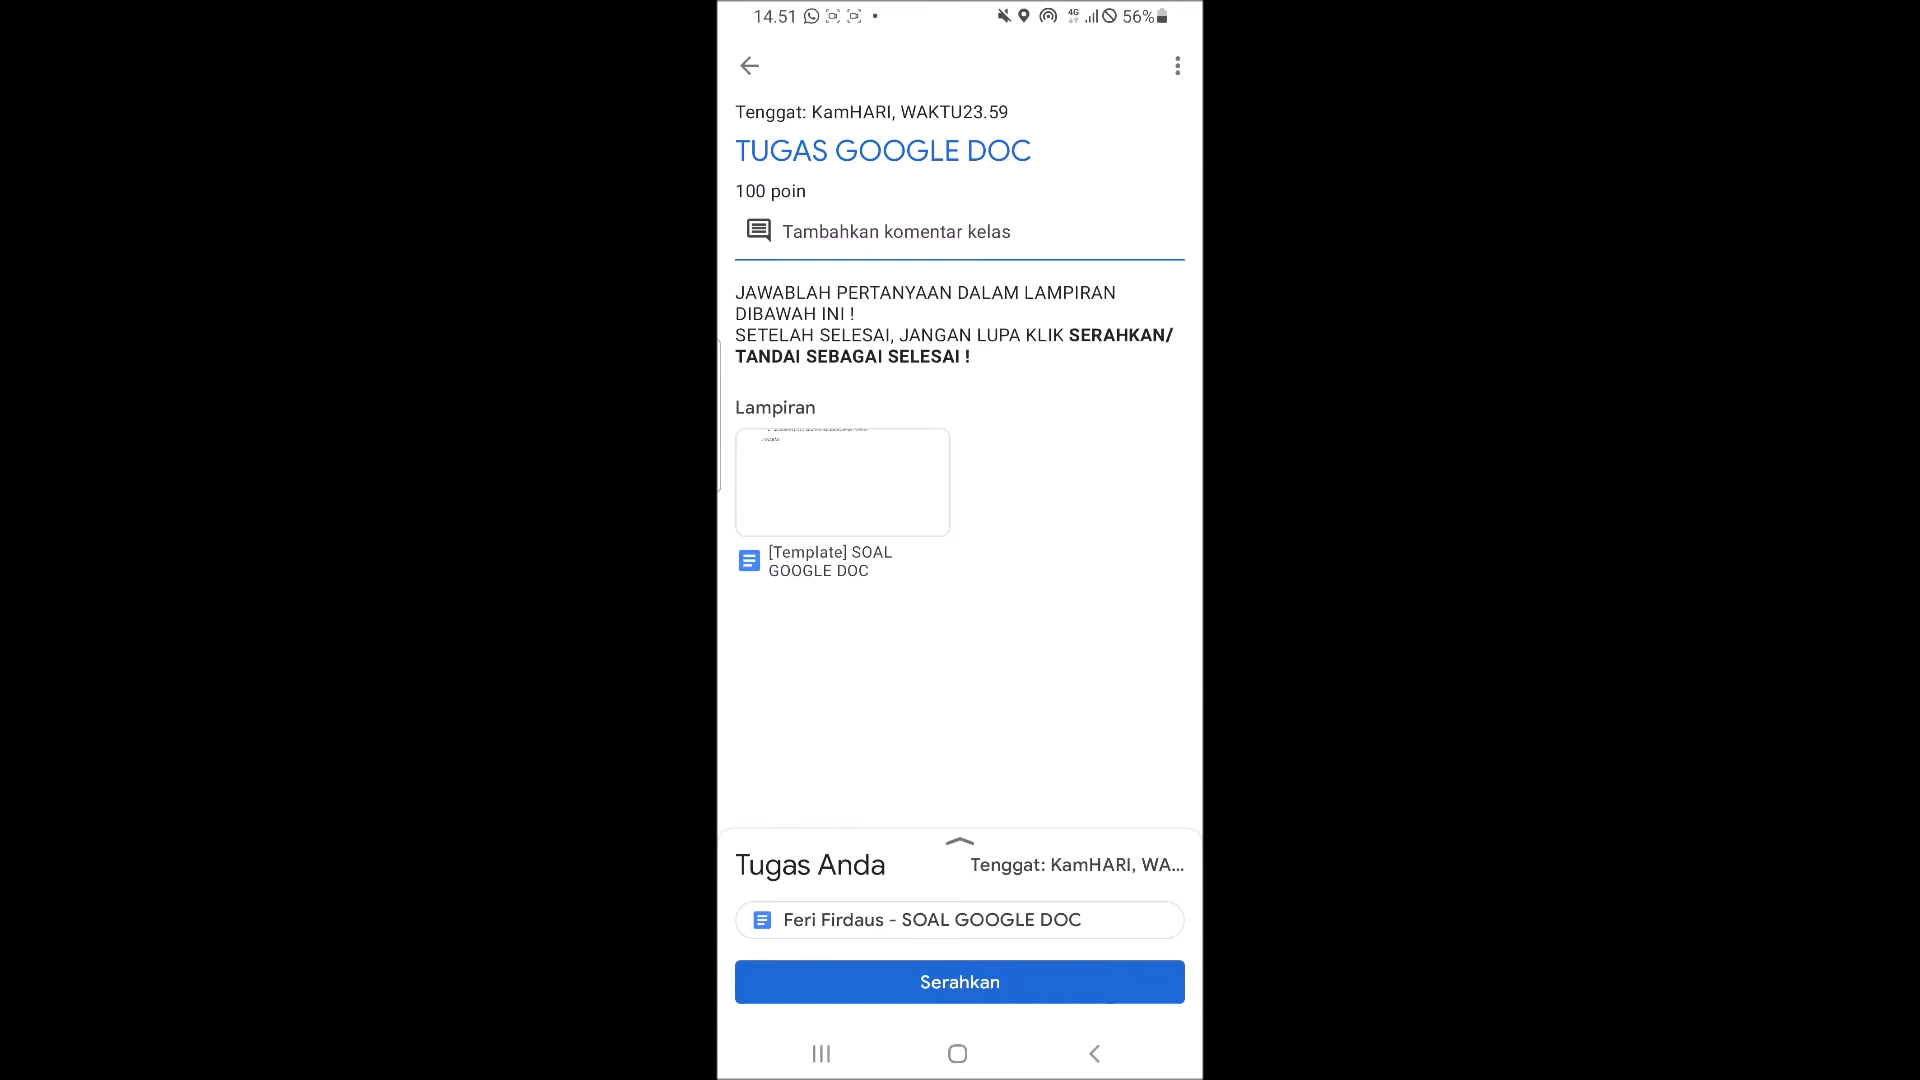 14.51
4G
56%
Tenggat: KamHARI, WAKTU23.59
TUGAS GOOGLE DOC
100 poin
Tambahkan komentar kelas
JAWABLAH PERTANYAAN DALAM LAMPIRAN
DIBAWAH INI !
SETELAH SELESAI, JANGAN LUPA KLIK SERAHKAN/
TANDAI SEBAGAI SELESAI !
Lampiran
[Template] SOAL
GOOGLE DOC
Tugas Anda
Tenggat: KamHARI, WA...
Feri Firdaus - SOAL GOOGLE DOC
Serahkan